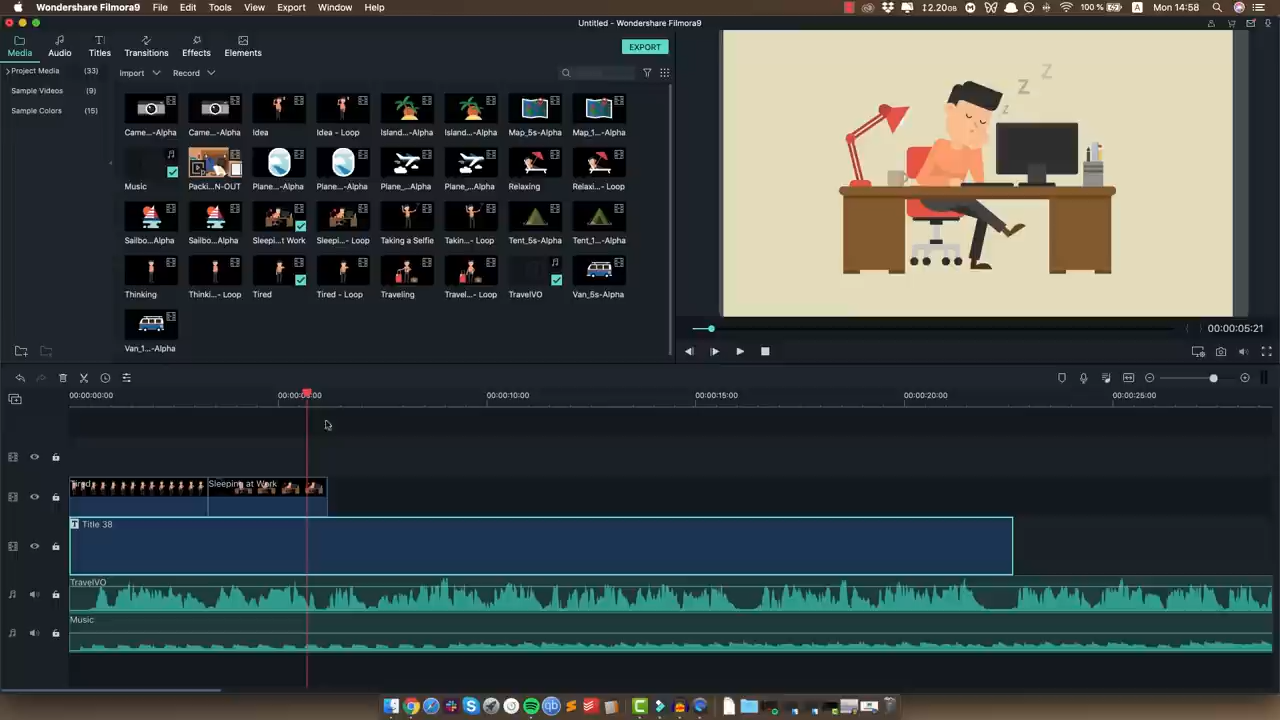 Wondershare Filmora9 File Edit Tools View Export Window Help
2.20GB 100 % A Mon 14:58
Untitled - Wondershare Filmora9
Media Audio Titles Transitions Effects Elements EXPORT
Project Media (33)
Sample Videos (9)
Sample Colors (15)
Import Record
Came...-Alpha Came...-Alpha Idea Idea - Loop Island...-Alpha Island...-Alpha Map_5s-Alpha Map_1...-Alpha
Music Packi...N-OUT Plane...-Alpha Plane...-Alpha Plane_...-Alpha Plane_...-Alpha Relaxing Relaxi... - Loop
Sailbo...Alpha Sailbo...Alpha Sleepi...t Work Sleepi... - Loop Taking a Selfie Takin... - Loop Tent_5s-Alpha Tent_1...-Alpha
Thinking Thinki... - Loop Tired Tired - Loop Traveling Travel... - Loop TravelVO Van_5s-Alpha
Van_1...-Alpha
z
Z
Z
00:00:05:21
00:00:00:00 00:00:10:00 00:00:15:00 00:00:20:00 00:00:25:00
Tired Sleeping at Work
T Title 38
TravelVO
Music